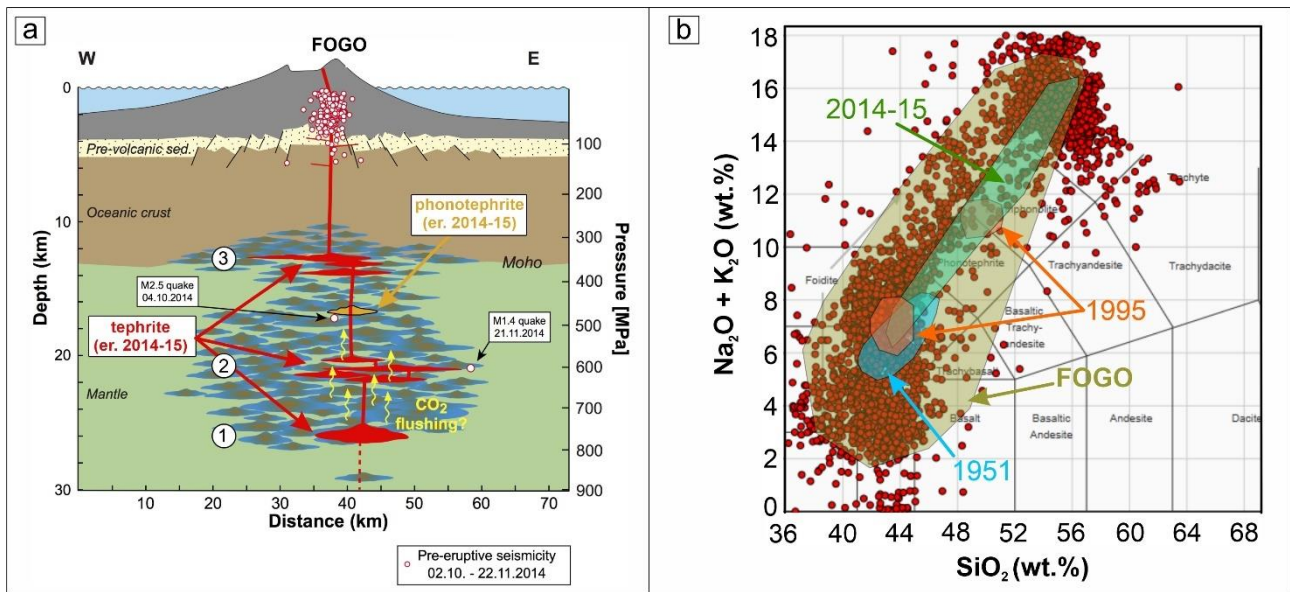 a
W
FOGO
E
0
Pre-volcanic sed.
100
200
Oceanic crust
phonotephrite
(er. 2014-15)
10
300
3
Moho
400
M2.5 quake
04.10.2014
M1.4 quake
21.11.2014
500
tephrite
(er. 2014-15)
20
2
600
Mantle
CO2
flushing?
700
1
800
30
900
0
10
20
30
40
50
60
70
Depth (km)
Pressure [MPa]
Distance (km)
Pre-eruptive seismicity
02.10. - 22.11.2014
b
18
16
14
12
10
8
6
4
2
0
Na2O + K2O (wt.%)
2014-15
Trachyte
Foidite
Phonotephrite
Trachyandesite
Trachydacite
1995
Basaltic
Trachy-
andesite
Trachybasalt
FOGO
Basalt
Basaltic
Andesite
Andesite
Dacite
1951
36
40
44
48
52
56
60
64
68
SiO2 (wt.%)